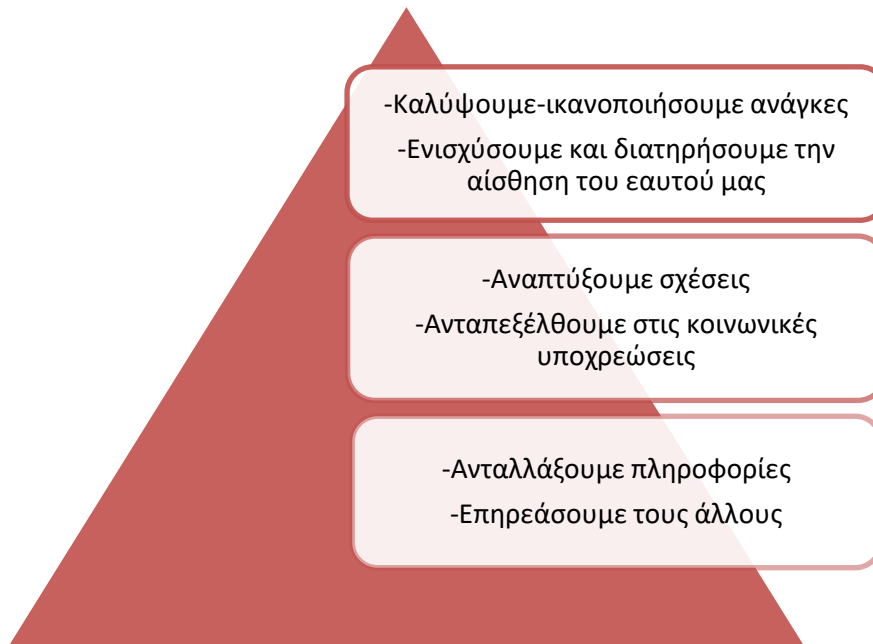 -Καλύψουμε-ικανοποιήσουμε ανάγκες
-Ενισχύσουμε και διατηρήσουμε την
αίσθηση του εαυτού μας
-Αναπτύξουμε σχέσεις
-Ανταπεξέλθουμε στις κοινωνικές
υποχρεώσεις
-Ανταλλάξουμε πληροφορίες
-Επηρεάσουμε τους άλλους